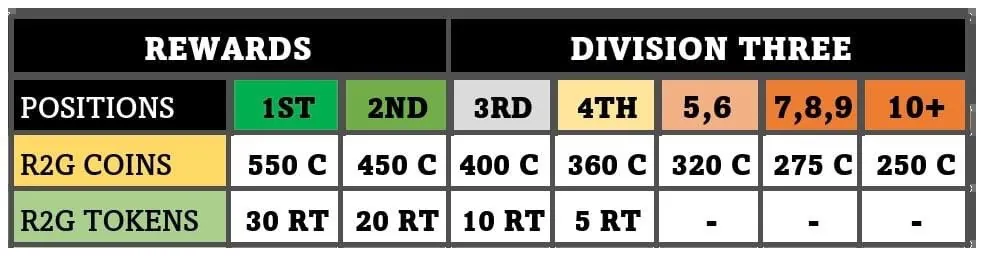 REWARDS DIVISION THREE
POSITIONS 1ST 2ND 3RD 4TH 5,6 7,8,9 10+
R2G COINS 550 C 450 C 400 C 360 C 320 C 275 C 250 C
R2G TOKENS 30 RT 20 RT 10 RT 5 RT - - -